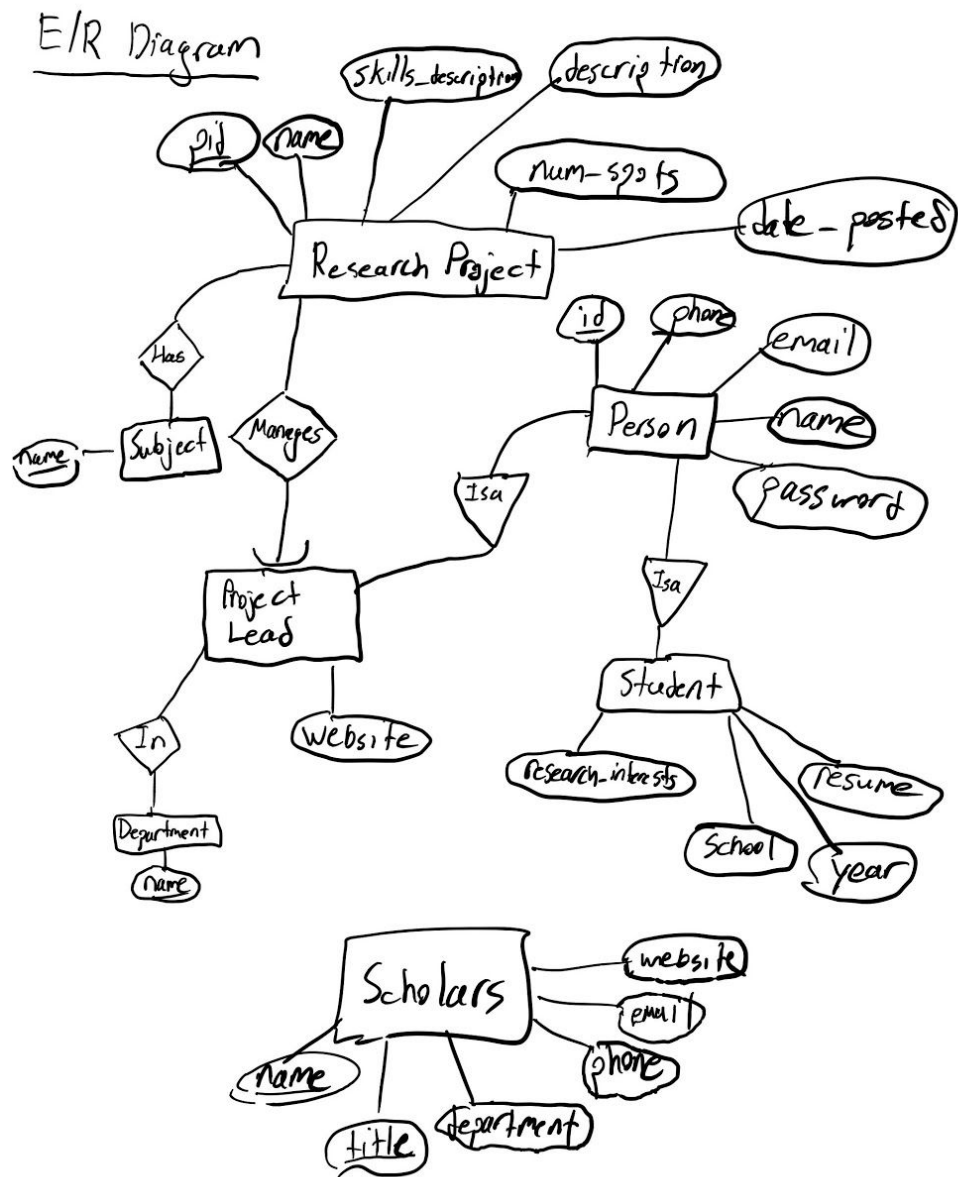 E/R Diagram
skills_description
description
pid
name
num_spots
date_posted
Research Project
id
phone
email
Has
Person
name
Manages
Subject
name
Isa
password
Isa
Project
Lead
Student
In
website
research_interests
resume
Department
school
year
name
Scholars
website
email
name
phone
department
title